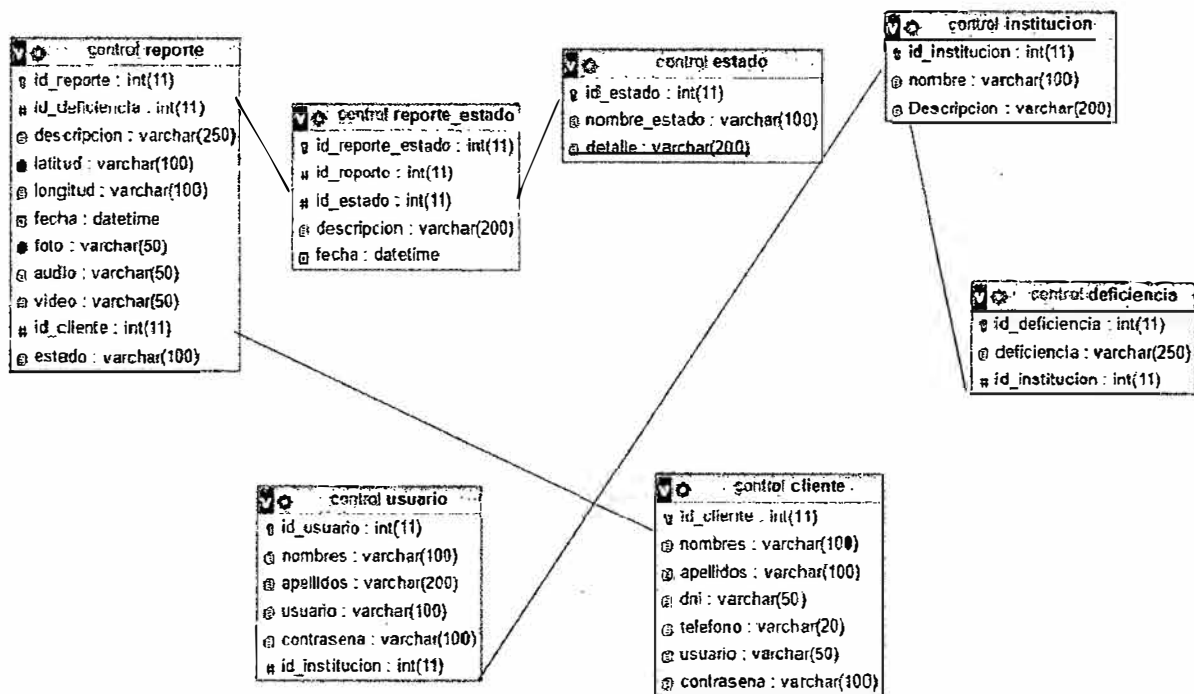 control reporte
id_reporte : int(11)
id_deficiencia : int(11)
descripcion : varchar(250)
latitud : varchar(100)
longitud : varchar(100)
fecha : datetime
foto : varchar(50)
audio : varchar(50)
video : varchar(50)
id_cliente : int(11)
estado : varchar(100)
control reporte_estado
id_reporte_estado : int(11)
# id_reporte : int(11)
# id_estado : int(11)
descripcion : varchar(200)
fecha : datetime
control estado
id_estado : int(11)
nombre_estado : varchar(100)
detalle : varchar(200)
control institucion
id_institucion : int(11)
nombre : varchar(100)
Descripcion : varchar(200)
control deficiencia
id_deficiencia : int(11)
deficiencia : varchar(250)
# id_institucion : int(11)
control usuario
id_usuario : int(11)
nombres : varchar(100)
apellidos : varchar(200)
usuario : varchar(100)
contrasena : varchar(100)
# id_institucion : int(11)
control cliente
id_cliente : int(11)
nombres : varchar(100)
apellidos : varchar(100)
dni : varchar(50)
telefono : varchar(20)
usuario : varchar(50)
contrasena : varchar(100)